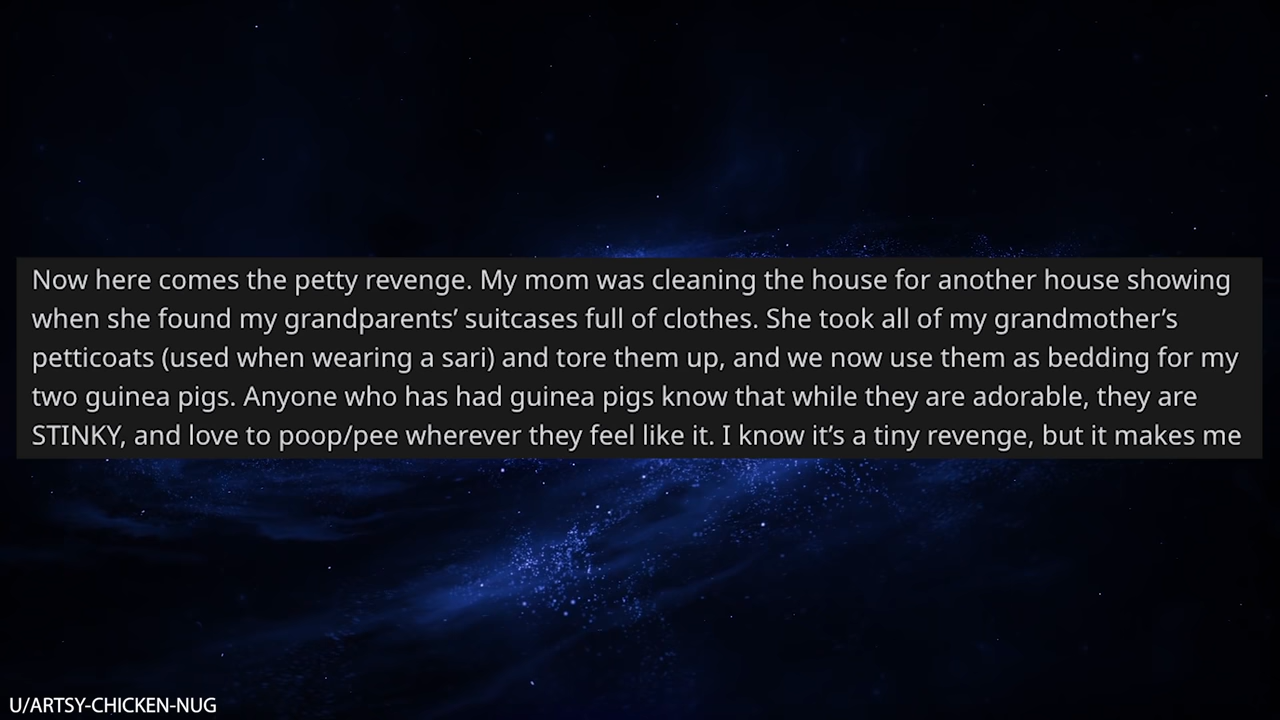 Now here comes the petty revenge. My mom was cleaning the house for another house showing
when she found my grandparents’ suitcases full of clothes. She took all of my grandmother’s
petticoats (used when wearing a sari) and tore them up, and we now use them as bedding for my
two guinea pigs. Anyone who has had guinea pigs know that while they are adorable, they are
STINKY, and love to poop/pee wherever they feel like it. I know it’s a tiny revenge, but it makes me
U/ARTSY-CHICKEN-NUG